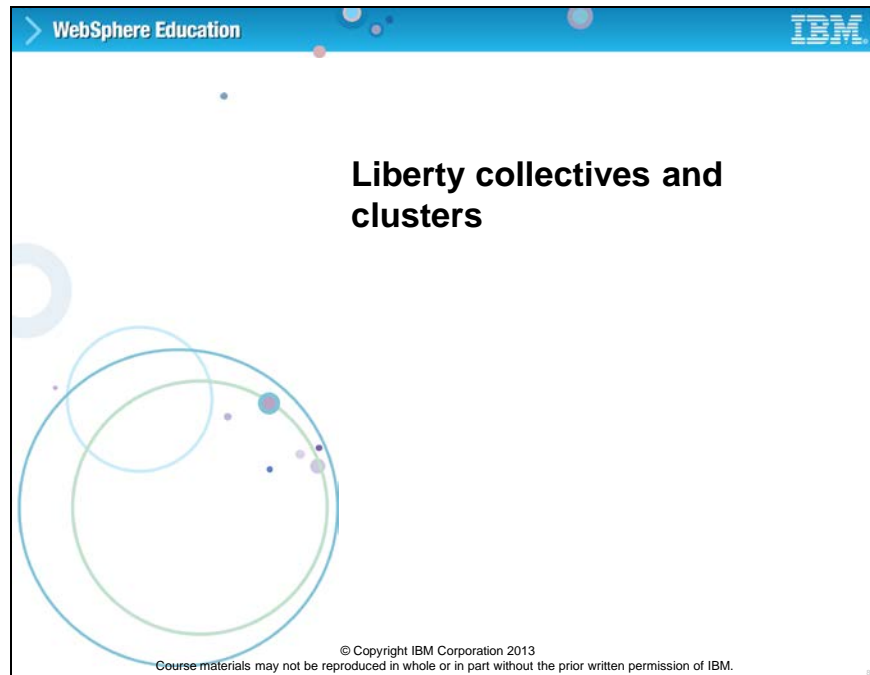 WebSphere Education
IBM
Liberty collectives and
clusters
© Copyright IBM Corporation 2013
Course materials may not be reproduced in whole or in part without the prior written permission of IBM.